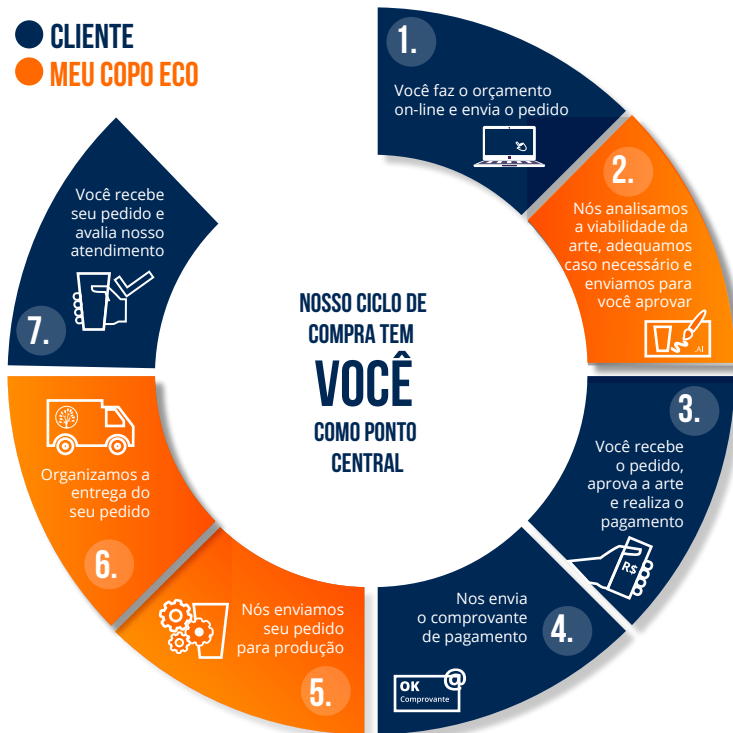 CLIENTE
MEU COPO ECO
1.
Você faz o orçamento
on-line e envia o pedido
2.
Nós analisamos
a viabilidade da
arte, adequamos
caso necessário e
enviamos para
você aprovar
.AI
3.
Você recebe
o pedido,
aprova a arte
e realiza o
pagamento
R$
Nos envia
o comprovante
de pagamento
4.
OK
@
Comprovante
Nós enviamos
seu pedido
para produção
5.
Organizamos a
entrega do
seu pedido
6.
Você recebe
seu pedido e
avalia nosso
atendimento
7.
NOSSO CICLO DE
COMPRA TEM
VOCÊ
COMO PONTO
CENTRAL